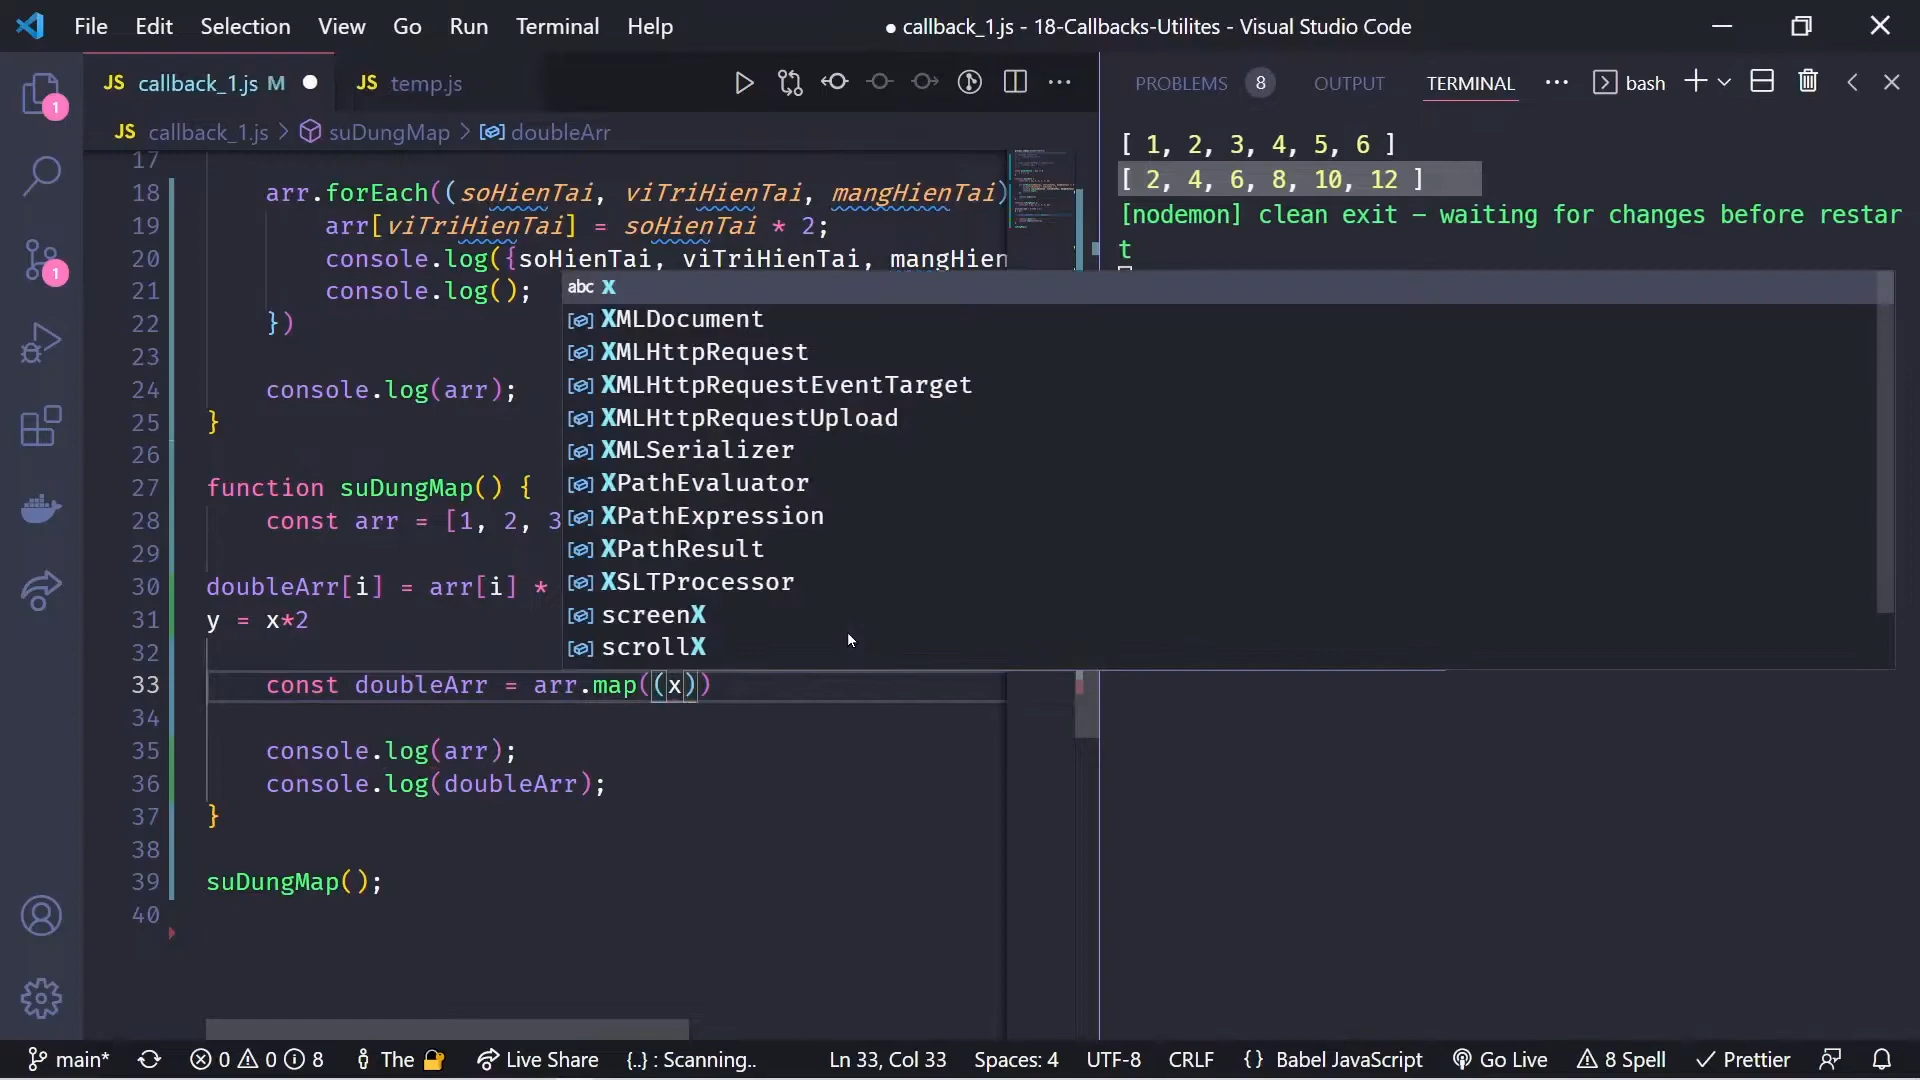 File Edit Selection View Go Run Terminal Help ● callback_1.js - 18-Callbacks-Utilites - Visual Studio Code
JS callback_1.js M ● JS temp.js
JS callback_1.js > suDungMap > doubleArr
17
18 arr.forEach((soHienTai, viTriHienTai, mangHienTai)
19 arr[viTriHienTai] = soHienTai * 2;
20 console.log({soHienTai, viTriHienTai, mangHien
21 console.log();
22 })
23
24 console.log(arr);
25 }
26
27 function suDungMap() {
28 const arr = [1, 2, 3
29
30 doubleArr[i] = arr[i] *
31 y = x*2
32
33 const doubleArr = arr.map((x))
34
35 console.log(arr);
36 console.log(doubleArr);
37 }
38
39 suDungMap();
40
abc x
XMLDocument
XMLHttpRequest
XMLHttpRequestEventTarget
XMLHttpRequestUpload
XMLSerializer
XPathEvaluator
XPathExpression
XPathResult
XSLTProcessor
screenX
scrollX
PROBLEMS 8 OUTPUT TERMINAL ··· bash
[ 1, 2, 3, 4, 5, 6 ]
[ 2, 4, 6, 8, 10, 12 ]
[nodemon] clean exit – waiting for changes before restar
t
1
1
main* 0 0 8 The Live Share {..} : Scanning.. Ln 33, Col 33 Spaces: 4 UTF-8 CRLF {} Babel JavaScript Go Live 8 Spell Prettier